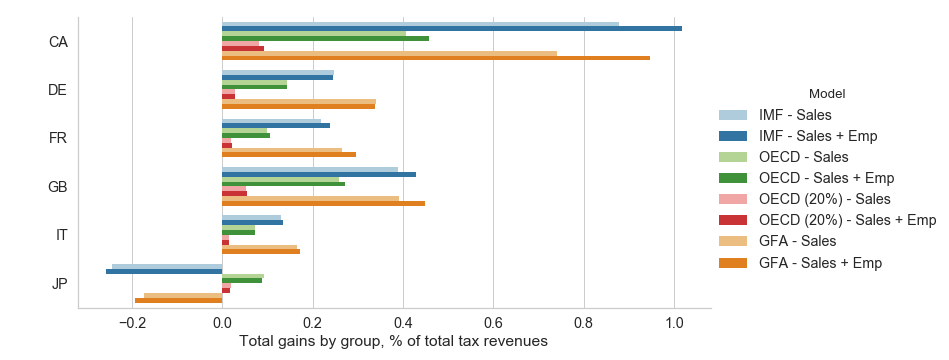 CA
DE
FR
GB
IT
JP
−0.2 0.0 0.2 0.4 0.6 0.8 1.0
Total gains by group, % of total tax revenues
Model
IMF - Sales
IMF - Sales + Emp
OECD - Sales
OECD - Sales + Emp
OECD (20%) - Sales
OECD (20%) - Sales + Emp
GFA - Sales
GFA - Sales + Emp